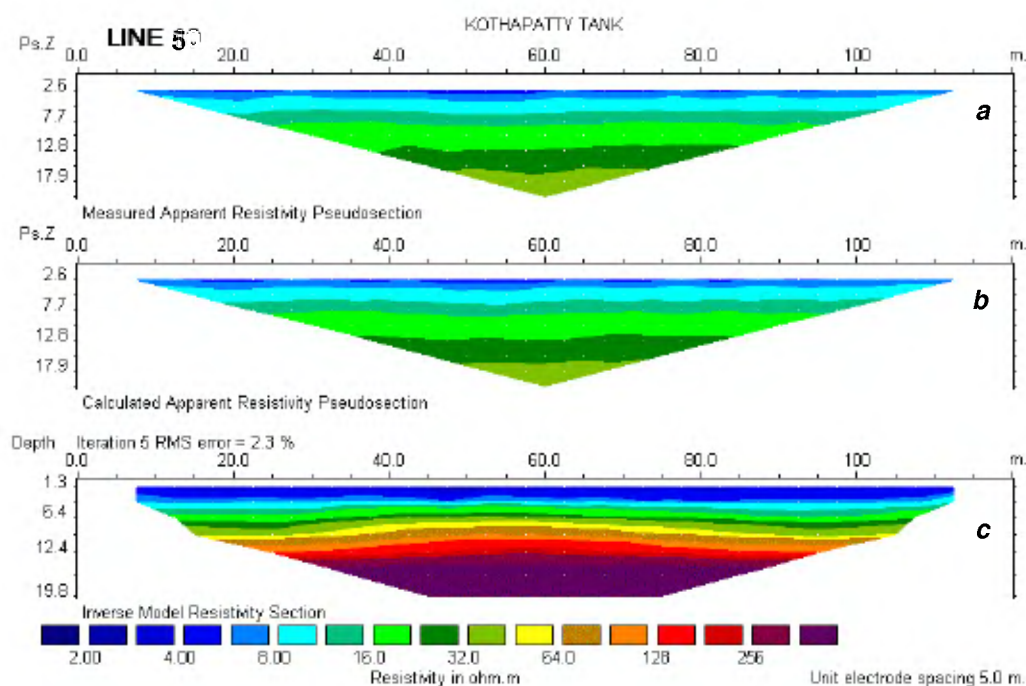 KOTHAPATTY TANK
LINE 5
Ps.Z 0.0 20.0 40.0 60.0 80.0 100 m.
2.6
a
7.7
12.8
17.9
Measured Apparent Resistivity Pseudosection
Ps.Z 0.0 20.0 40.0 60.0 80.0 100 m.
2.6
b
7.7
12.8
17.9
Calculated Apparent Resistivity Pseudosection
Depth Iteration 5 RMS error = 2.3 %
0.0 20.0 40.0 60.0 80.0 100 m.
1.3
6.4
c
12.4
19.8
Inverse Model Resistivity Section
2.00 4.00 8.00 16.0 32.0 64.0 128 256
Resistivity in ohm.m Unit electrode spacing 5.0 m.